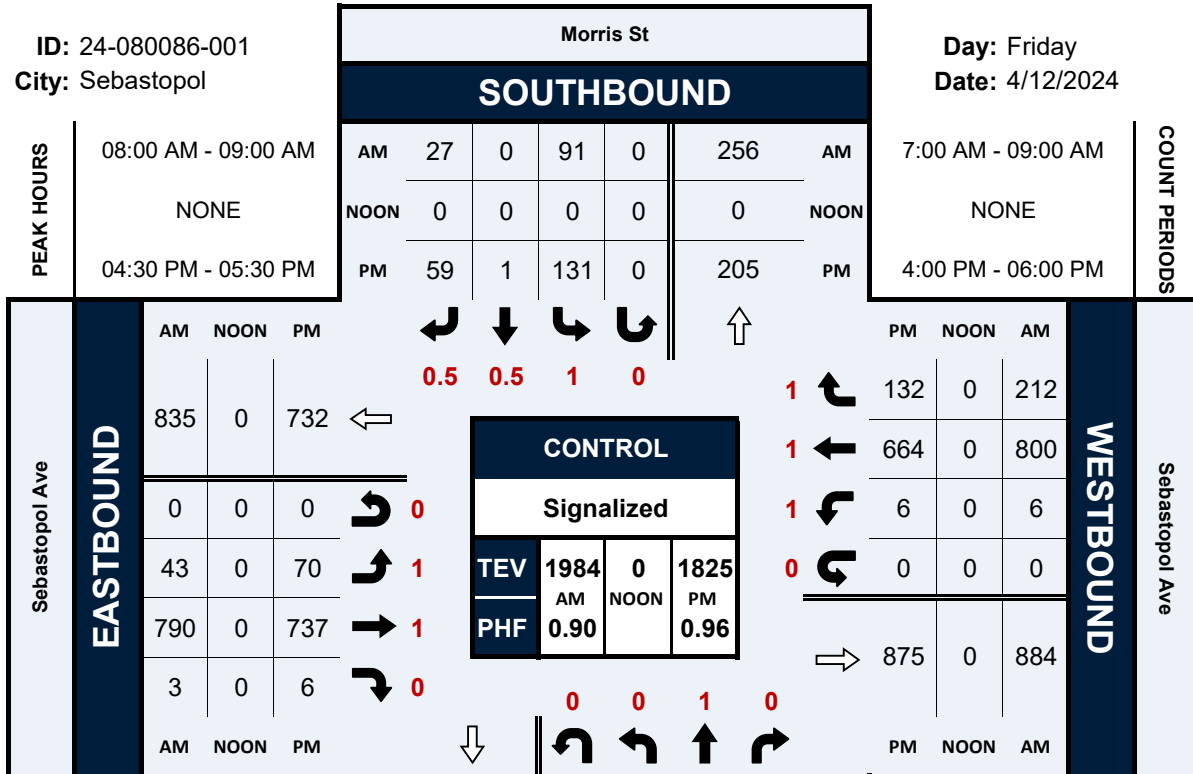 ID: 24-080086-001
City: Sebastopol
Morris St
SOUTHBOUND
Day: Friday
Date: 4/12/2024
PEAK HOURS
08:00 AM - 09:00 AM
NONE
04:30 PM - 05:30 PM
AM 27 0 91 0 256 AM
NOON 0 0 0 0 0 NOON
PM 59 1 131 0 205 PM
7:00 AM - 09:00 AM
NONE
4:00 PM - 06:00 PM
COUNT PERIODS
0.5 0.5 1 0
Sebastopol Ave
EASTBOUND
AM NOON PM
835 0 732
0 0 0 0
43 0 70 1
790 0 737 1
3 0 6 0
AM NOON PM
CONTROL
Signalized
TEV 1984 0 1825
AM NOON PM
PHF 0.90 0.96
PM NOON AM
1 132 0 212
1 664 0 800
1 6 0 6
0 0 0 0
875 0 884
PM NOON AM
WESTBOUND
Sebastopol Ave
0 0 1 0